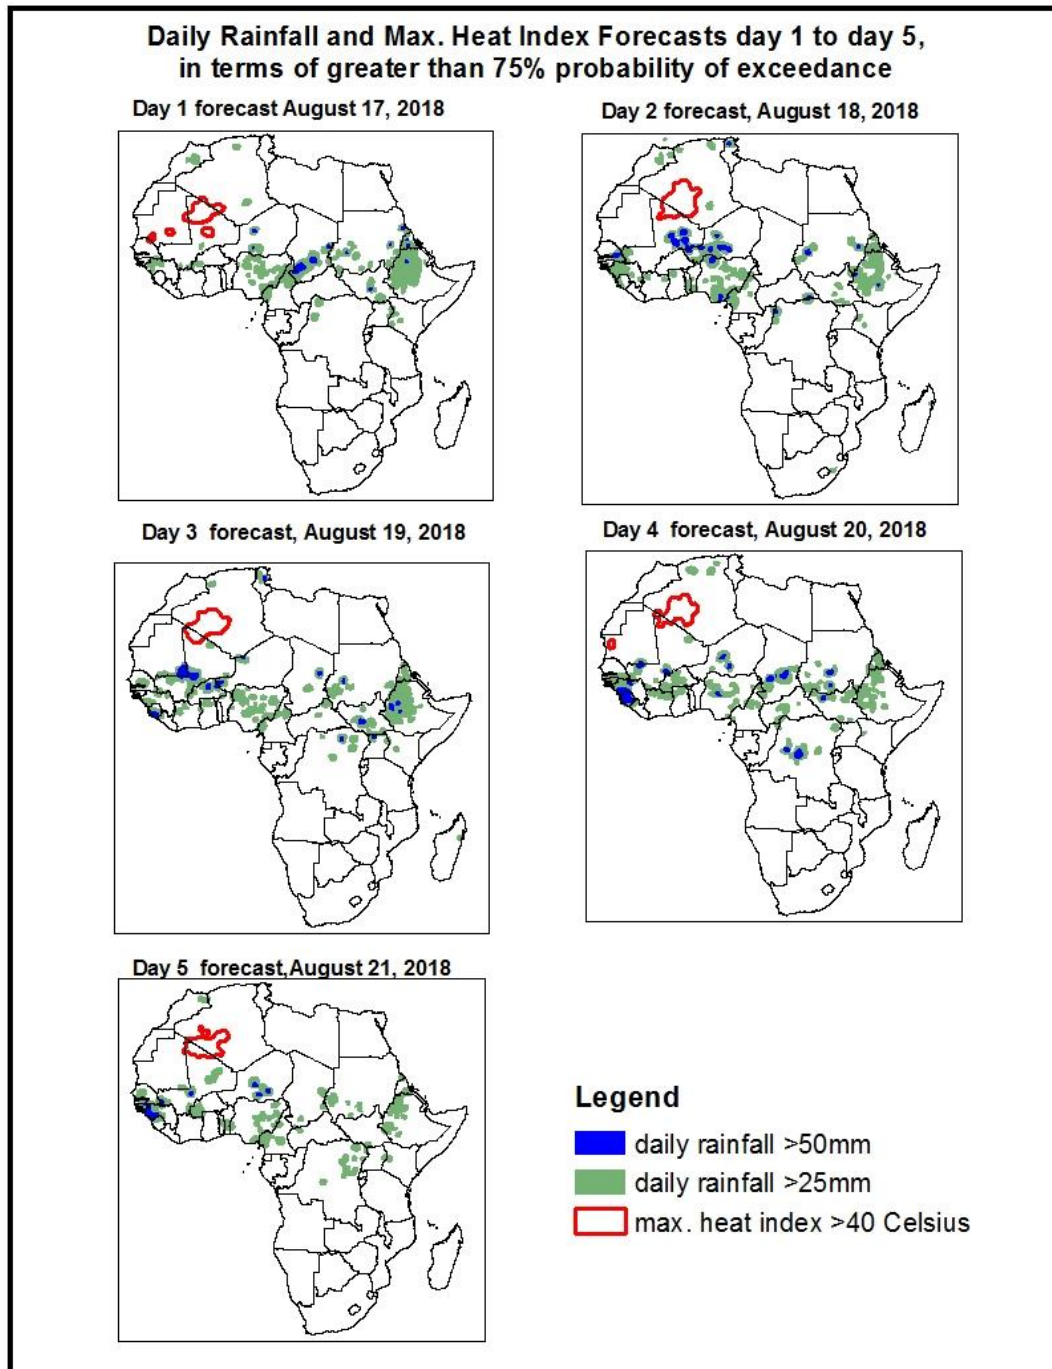 Daily Rainfall and Max. Heat Index Forecasts day 1 to day 5,
in terms of greater than 75% probability of exceedance
Day 1 forecast August 17, 2018
Day 2 forecast, August 18, 2018
Day 3 forecast, August 19, 2018
Day 4 forecast, August 20, 2018
Day 5 forecast,August 21, 2018
Legend
daily rainfall >50mm
daily rainfall >25mm
max. heat index >40 Celsius